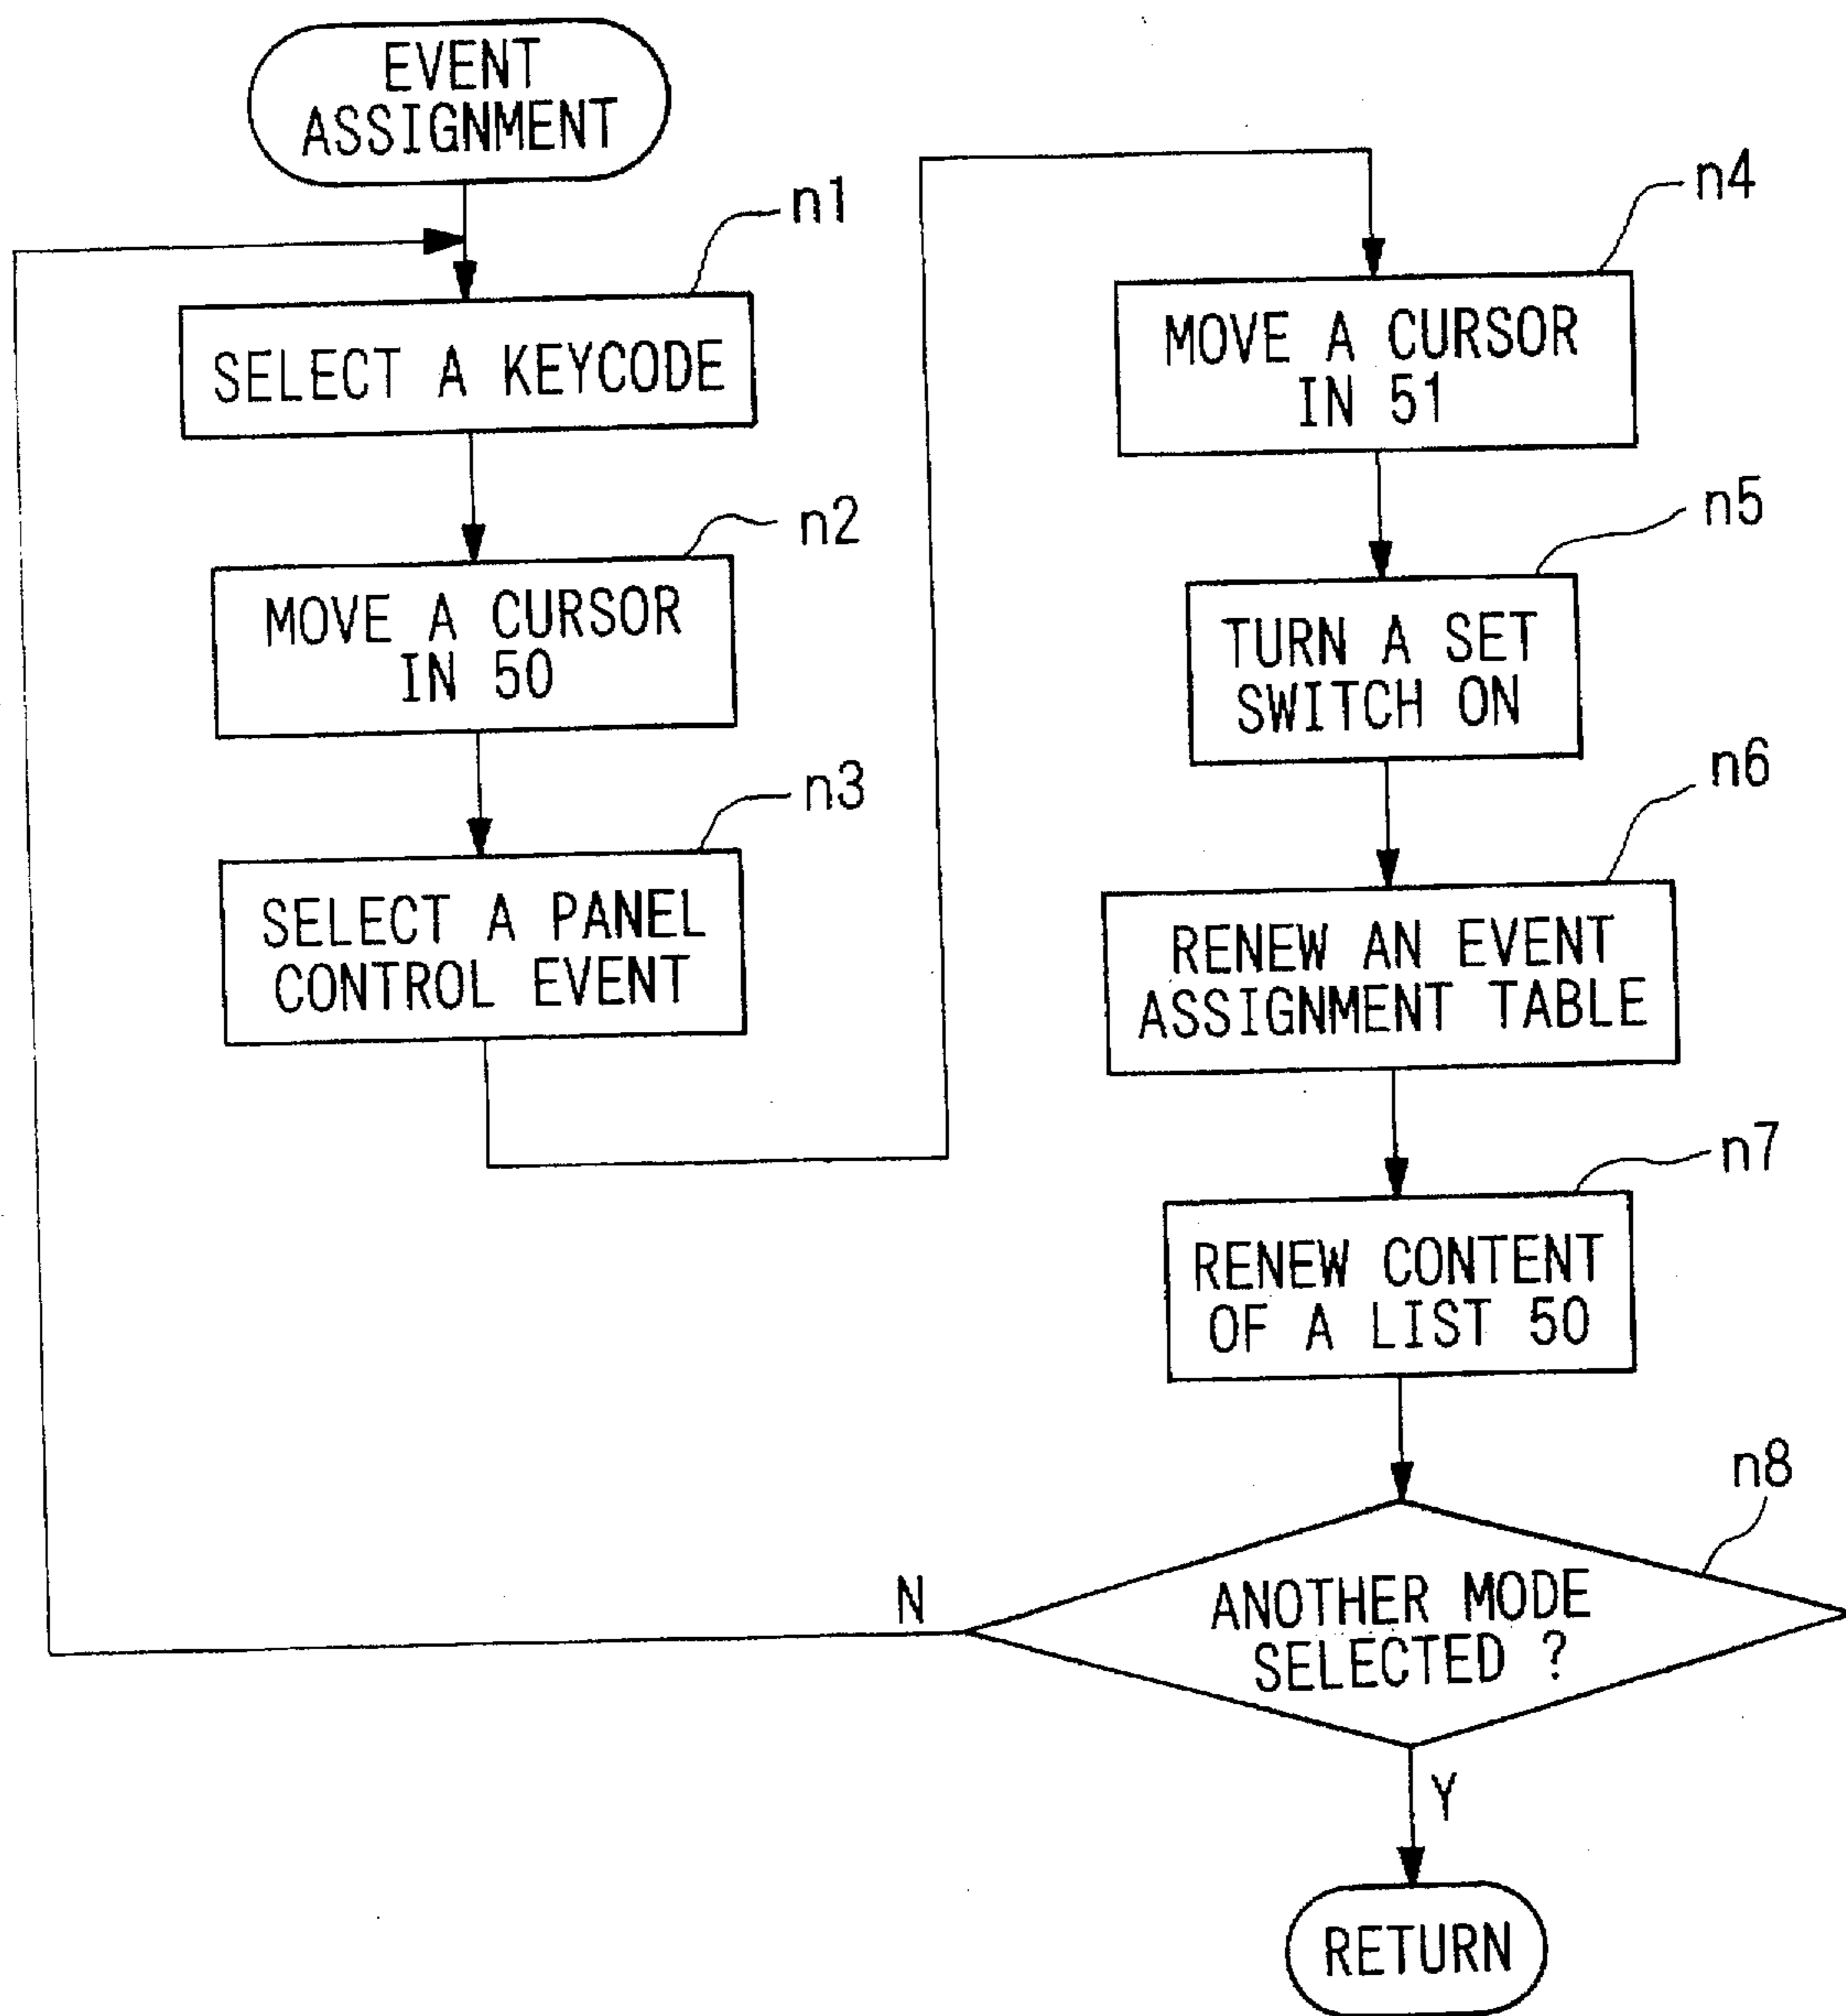 EVENT
ASSIGNMENT
n1
SELECT A KEYCODE
n2
MOVE A CURSOR
IN 50
n3
SELECT A PANEL
CONTROL EVENT
n4
MOVE A CURSOR
IN 51
n5
TURN A SET
SWITCH ON
n6
RENEW AN EVENT
ASSIGNMENT TABLE
n7
RENEW CONTENT
OF A LIST 50
n8
ANOTHER MODE
SELECTED ?
N
Y
RETURN